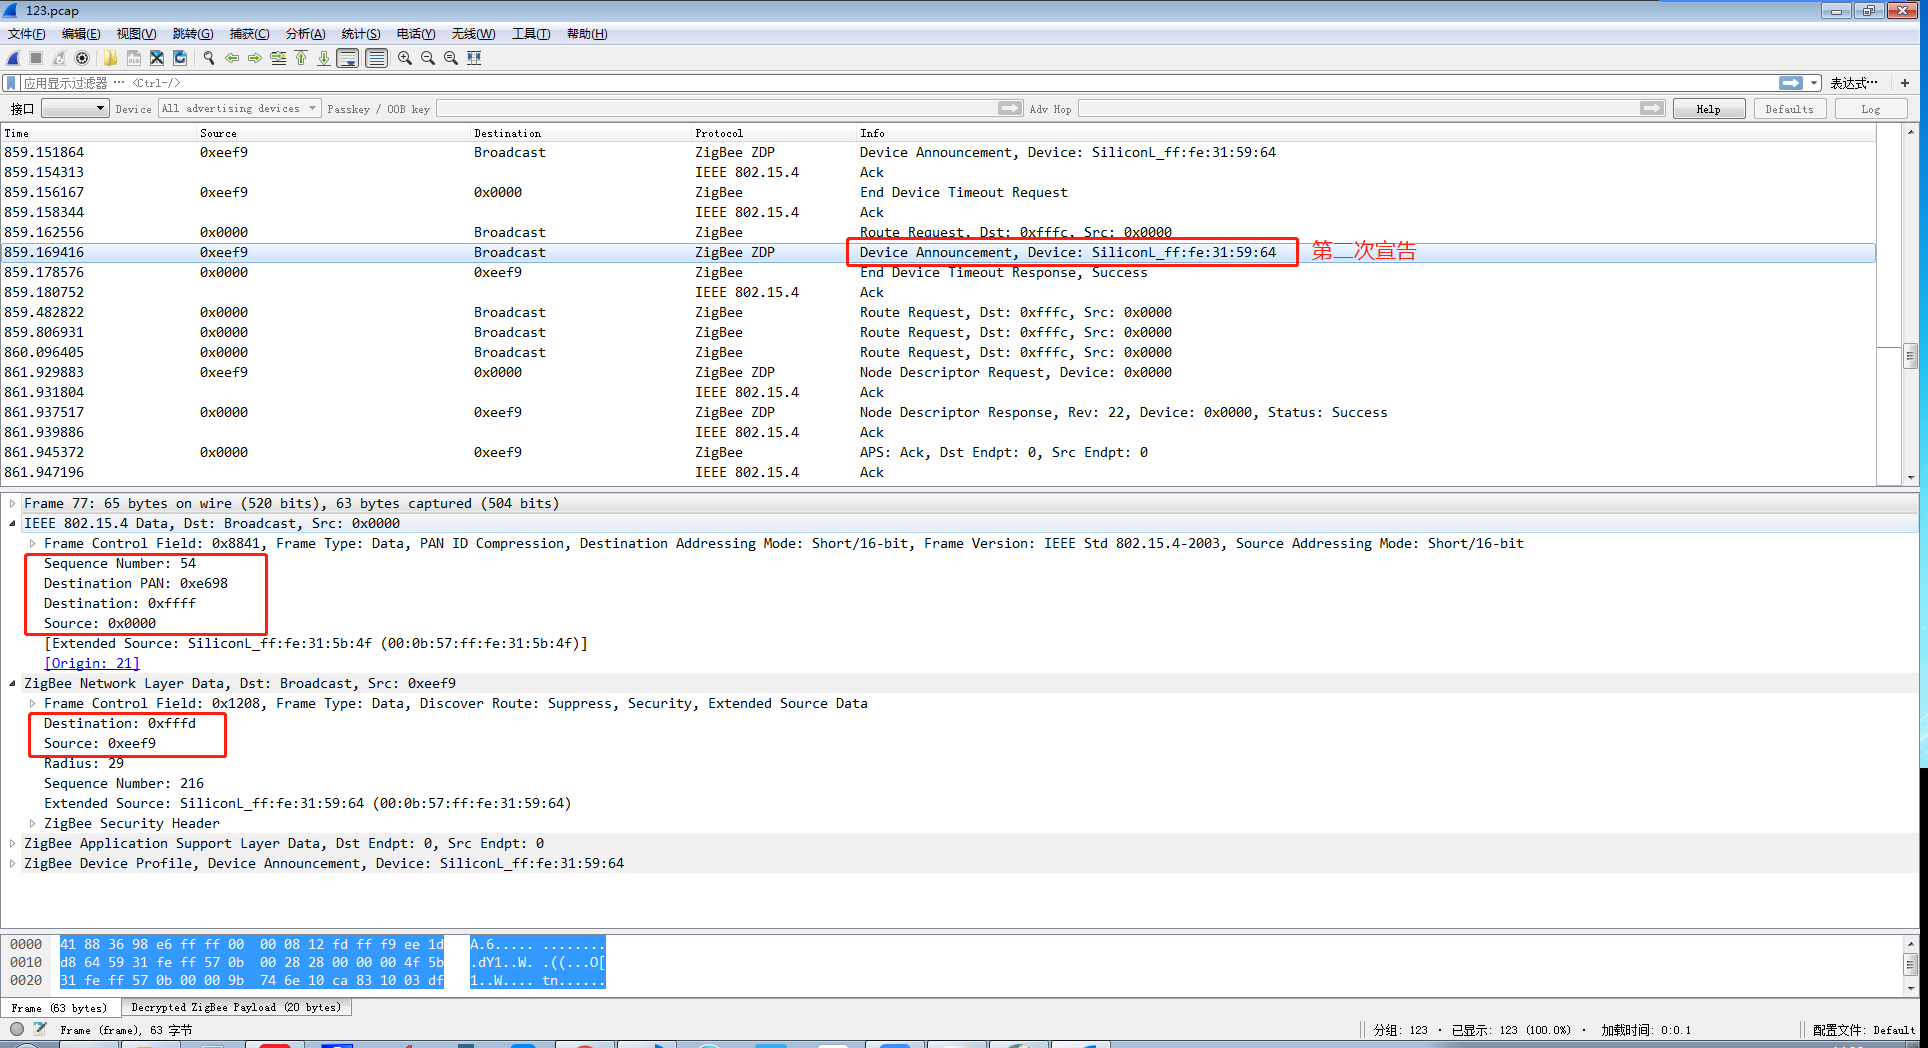 123.pcap
文件(F) 编辑(E) 视图(V) 跳转(G) 捕获(C) 分析(A) 统计(S) 电话(Y) 无线(W) 工具(T) 帮助(H)
应用显示过滤器 … <Ctrl-/> 表达式… +
接口 Device All advertising devices Passkey / OOB key Adv Hop Help Defaults Log
Time Source Destination Protocol Info
859.151864 0xeef9 Broadcast ZigBee ZDP Device Announcement, Device: SiliconL_ff:fe:31:59:64
859.154313 IEEE 802.15.4 Ack
859.156167 0xeef9 0x0000 ZigBee End Device Timeout Request
859.158344 IEEE 802.15.4 Ack
859.162556 0x0000 Broadcast ZigBee Route Request, Dst: 0xfffc, Src: 0x0000
859.169416 0xeef9 Broadcast ZigBee ZDP Device Announcement, Device: SiliconL_ff:fe:31:59:64 第二次宣告
859.178576 0x0000 0xeef9 ZigBee End Device Timeout Response, Success
859.180752 IEEE 802.15.4 Ack
859.482822 0x0000 Broadcast ZigBee Route Request, Dst: 0xfffc, Src: 0x0000
859.806931 0x0000 Broadcast ZigBee Route Request, Dst: 0xfffc, Src: 0x0000
860.096405 0x0000 Broadcast ZigBee Route Request, Dst: 0xfffc, Src: 0x0000
861.929883 0xeef9 0x0000 ZigBee ZDP Node Descriptor Request, Device: 0x0000
861.931804 IEEE 802.15.4 Ack
861.937517 0x0000 0xeef9 ZigBee ZDP Node Descriptor Response, Rev: 22, Device: 0x0000, Status: Success
861.939886 IEEE 802.15.4 Ack
861.945372 0x0000 0xeef9 ZigBee APS: Ack, Dst Endpt: 0, Src Endpt: 0
861.947196 IEEE 802.15.4 Ack
Frame 77: 65 bytes on wire (520 bits), 63 bytes captured (504 bits)
IEEE 802.15.4 Data, Dst: Broadcast, Src: 0x0000
Frame Control Field: 0x8841, Frame Type: Data, PAN ID Compression, Destination Addressing Mode: Short/16-bit, Frame Version: IEEE Std 802.15.4-2003, Source Addressing Mode: Short/16-bit
Sequence Number: 54
Destination PAN: 0xe698
Destination: 0xffff
Source: 0x0000
[Extended Source: SiliconL_ff:fe:31:5b:4f (00:0b:57:ff:fe:31:5b:4f)]
[Origin: 21]
ZigBee Network Layer Data, Dst: Broadcast, Src: 0xeef9
Frame Control Field: 0x1208, Frame Type: Data, Discover Route: Suppress, Security, Extended Source Data
Destination: 0xfffd
Source: 0xeef9
Radius: 29
Sequence Number: 216
Extended Source: SiliconL_ff:fe:31:59:64 (00:0b:57:ff:fe:31:59:64)
ZigBee Security Header
ZigBee Application Support Layer Data, Dst Endpt: 0, Src Endpt: 0
ZigBee Device Profile, Device Announcement, Device: SiliconL_ff:fe:31:59:64
0000 41 88 36 98 e6 ff ff 00 00 08 12 fd ff f9 ee 1d A.6..... ........
0010 d8 64 59 31 fe ff 57 0b 00 28 28 00 00 00 4f 5b .dY1..W. .((...O[
0020 31 fe ff 57 0b 00 00 9b 74 6e 10 ca 83 10 03 df 1..W.... tn......
Frame (63 bytes) Decrypted ZigBee Payload (20 bytes)
Frame (frame), 63 字节 分组: 123 · 已显示: 123 (100.0%) · 加载时间: 0:0.1 配置文件: Default